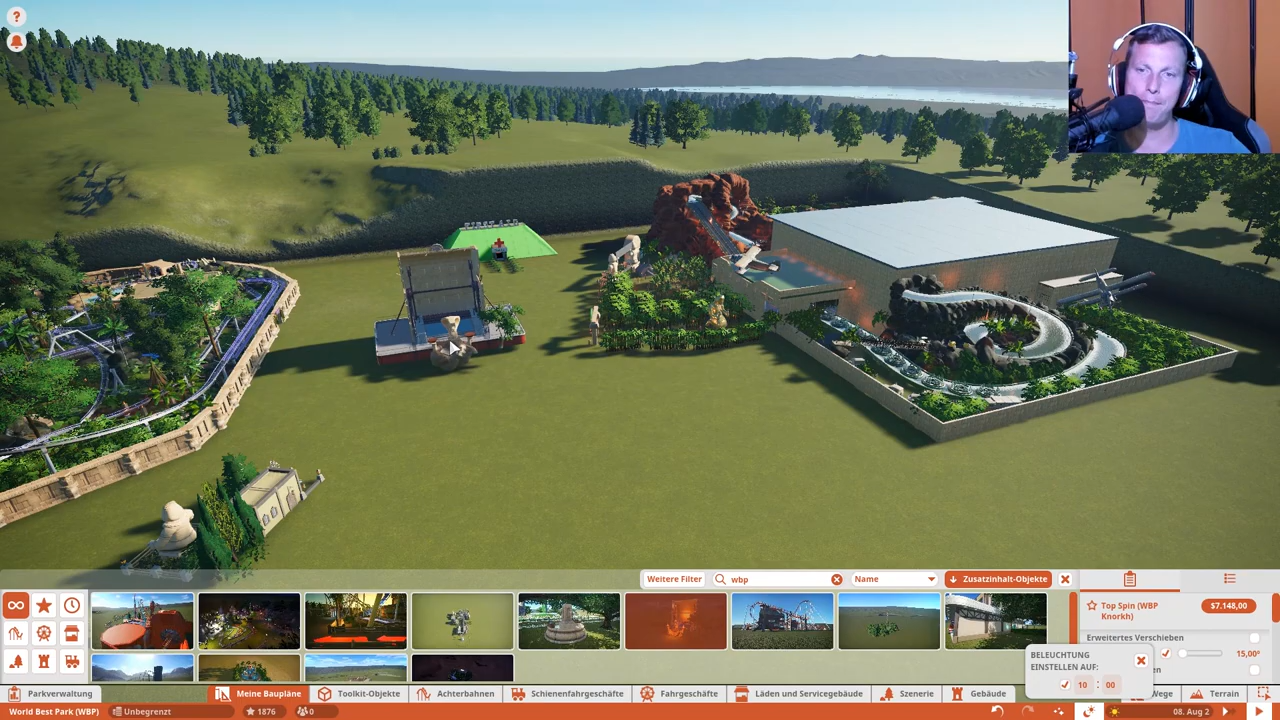 ?
Weitere Filter
wbp
Name
Zusatzinhalt-Objekte
Top Spin (WBP
Knorkh)
$7.148,00
Erweitertes Verschieben
15,00°
BELEUCHTUNG
EINSTELLEN AUF:
10 : 00
Parkverwaltung
Meine Baupläne
Toolkit-Objekte
Achterbahnen
Schienenfahrgeschäfte
Fahrgeschäfte
Läden und Servicegebäude
Szenerie
Gebäude
Wege
Terrain
World Best Park (WBP)
Unbegrenzt
1876
0
08. Aug 2